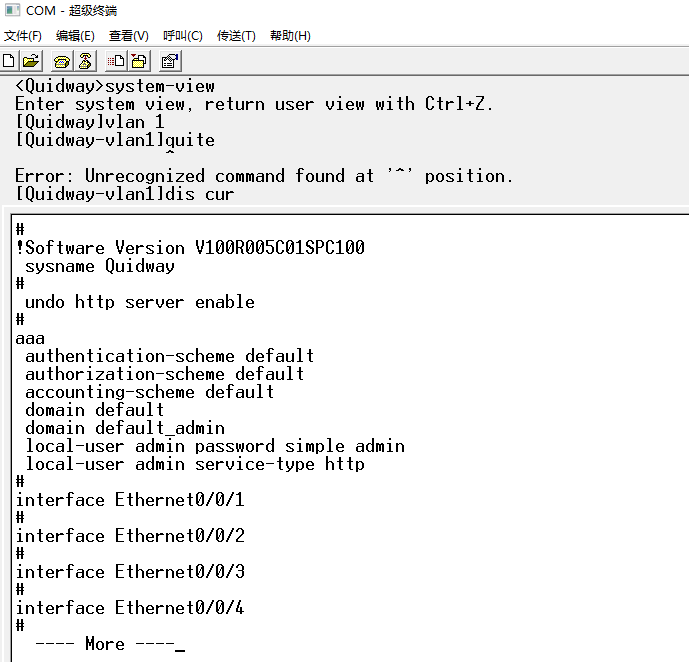 COM - 超级终端
文件(F) 编辑(E) 查看(V) 呼叫(C) 传送(T) 帮助(H)
<Quidway>system-view
Enter system view, return user view with Ctrl+Z.
[Quidway]vlan 1
[Quidway-vlan1]quite
^
Error: Unrecognized command found at '^' position.
[Quidway-vlan1]dis cur
#
!Software Version V100R005C01SPC100
sysname Quidway
#
undo http server enable
#
aaa
authentication-scheme default
authorization-scheme default
accounting-scheme default
domain default
domain default_admin
local-user admin password simple admin
local-user admin service-type http
#
interface Ethernet0/0/1
#
interface Ethernet0/0/2
#
interface Ethernet0/0/3
#
interface Ethernet0/0/4
#
---- More ----_